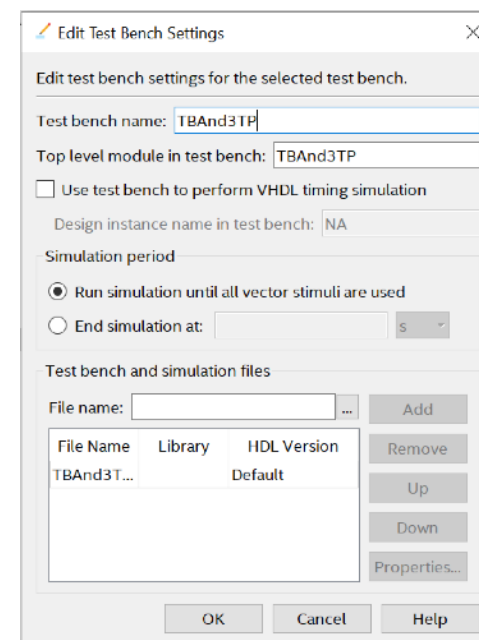 Edit Test Bench Settings
Edit test bench settings for the selected test bench.
Test bench name: TBAnd3TP
Top level module in test bench: TBAnd3TP
Use test bench to perform VHDL timing simulation
Design instance name in test bench: NA
Simulation period
Run simulation until all vector stimuli are used
End simulation at: s
Test bench and simulation files
File name: ... Add
File Name Library HDL Version Remove
TBAnd3T... Default
Up
Down
Properties...
OK Cancel Help